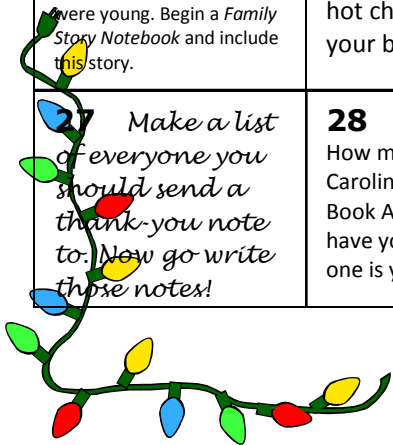 were young. Begin a Family
Story Notebook and include
this story.
hot ch
your b
27 Make a list
of everyone you
should send a
thank-you note
to. Now go write
those notes!
28
How m
Carolin
Book A
have yo
one is y